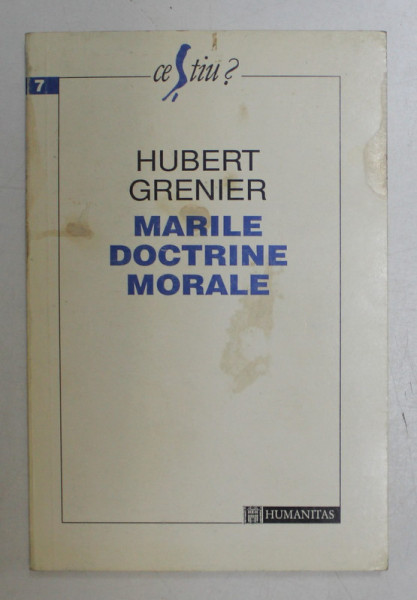 ce Știu?
7
HUBERT
GRENIER
MARILE
DOCTRINE
MORALE
HUMANITAS